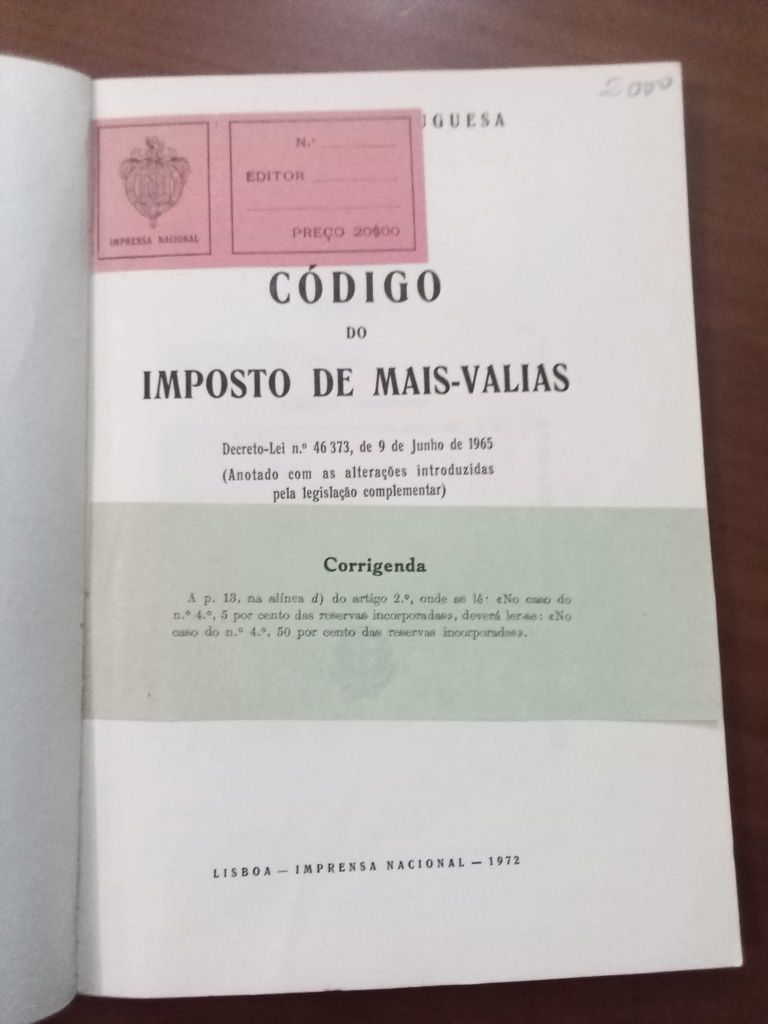 2000
UGUESA
N.º
EDITOR
IMPRENSA NACIONAL
PREÇO 20$00
CÓDIGO
DO
IMPOSTO DE MAIS-VALIAS
Decreto-Lei n.º 46 373, de 9 de Junho de 1965
(Anotado com as alterações introduzidas
pela legislação complementar)
Corrigenda
A p. 13, na alínea d) do artigo 2.º, onde se lê: «No caso do
n.º 4.º, 5 por cento das reservas incorporadas», deverá ler-se: «No
caso do n.º 4.º, 50 por cento das reservas incorporadas».
LISBOA — IMPRENSA NACIONAL — 1972